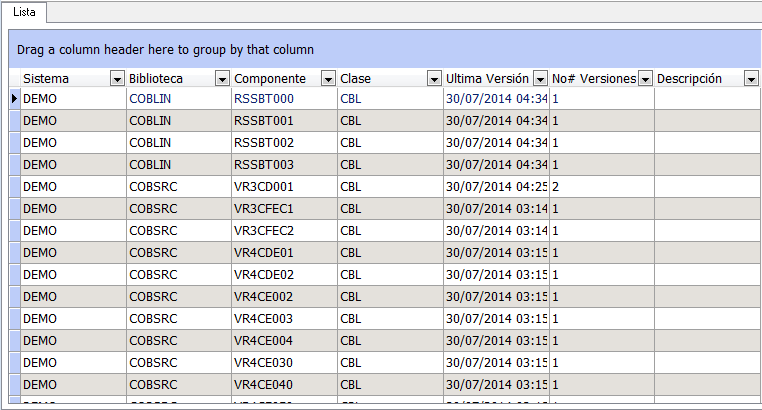 Lista
Drag a column header here to group by that column
Sistema Biblioteca Componente Clase Ultima Versión No# Versiones Descripción
DEMO COBLIN RSSBT000 CBL 30/07/2014 04:34 1
DEMO COBLIN RSSBT001 CBL 30/07/2014 04:34 1
DEMO COBLIN RSSBT002 CBL 30/07/2014 04:34 1
DEMO COBLIN RSSBT003 CBL 30/07/2014 04:34 1
DEMO COBSRC VR3CD001 CBL 30/07/2014 04:25 2
DEMO COBSRC VR3CFEC1 CBL 30/07/2014 03:14 1
DEMO COBSRC VR3CFEC2 CBL 30/07/2014 03:14 1
DEMO COBSRC VR4CDE01 CBL 30/07/2014 03:15 1
DEMO COBSRC VR4CDE02 CBL 30/07/2014 03:15 1
DEMO COBSRC VR4CE002 CBL 30/07/2014 03:15 1
DEMO COBSRC VR4CE003 CBL 30/07/2014 03:15 1
DEMO COBSRC VR4CE004 CBL 30/07/2014 03:15 1
DEMO COBSRC VR4CE030 CBL 30/07/2014 03:15 1
DEMO COBSRC VR4CE040 CBL 30/07/2014 03:15 1